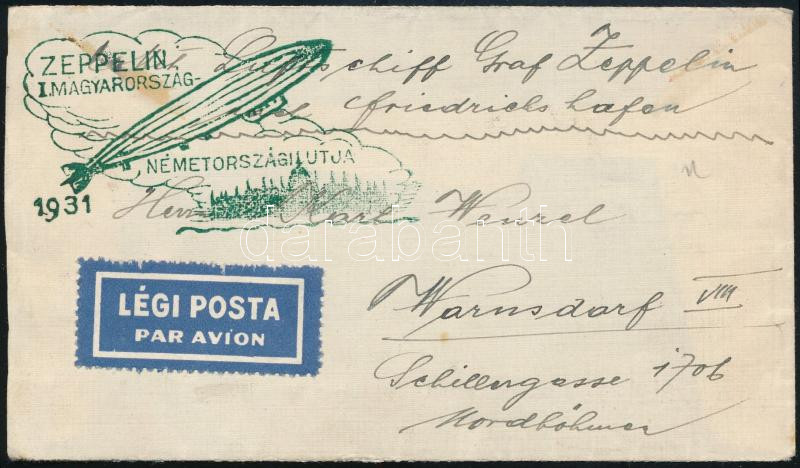 ZEPPELIN
I. MAGYARORSZÁG-
NÉMETORSZÁGI UTJA
1931
Luftschiff Graf Zeppelin
Friedrichshafen
Herrn Karl Wenzel
Warnsdorf VIII
Schillergasse 1706
Nordböhmen
LÉGI POSTA
PAR AVION
darabanth